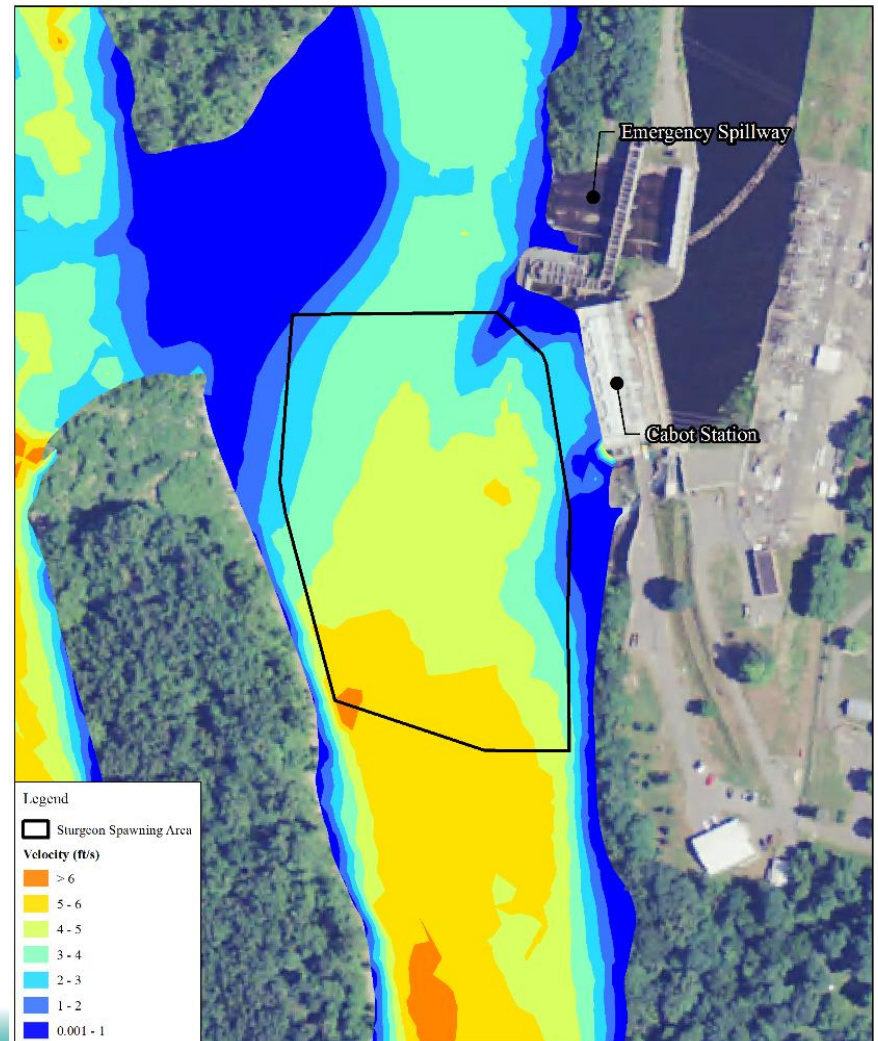 Emergency Spillway
Cabot Station
Legend
Sturgeon Spawning Area
Velocity (ft/s)
> 6
5 - 6
4 - 5
3 - 4
2 - 3
1 - 2
0.001 - 1